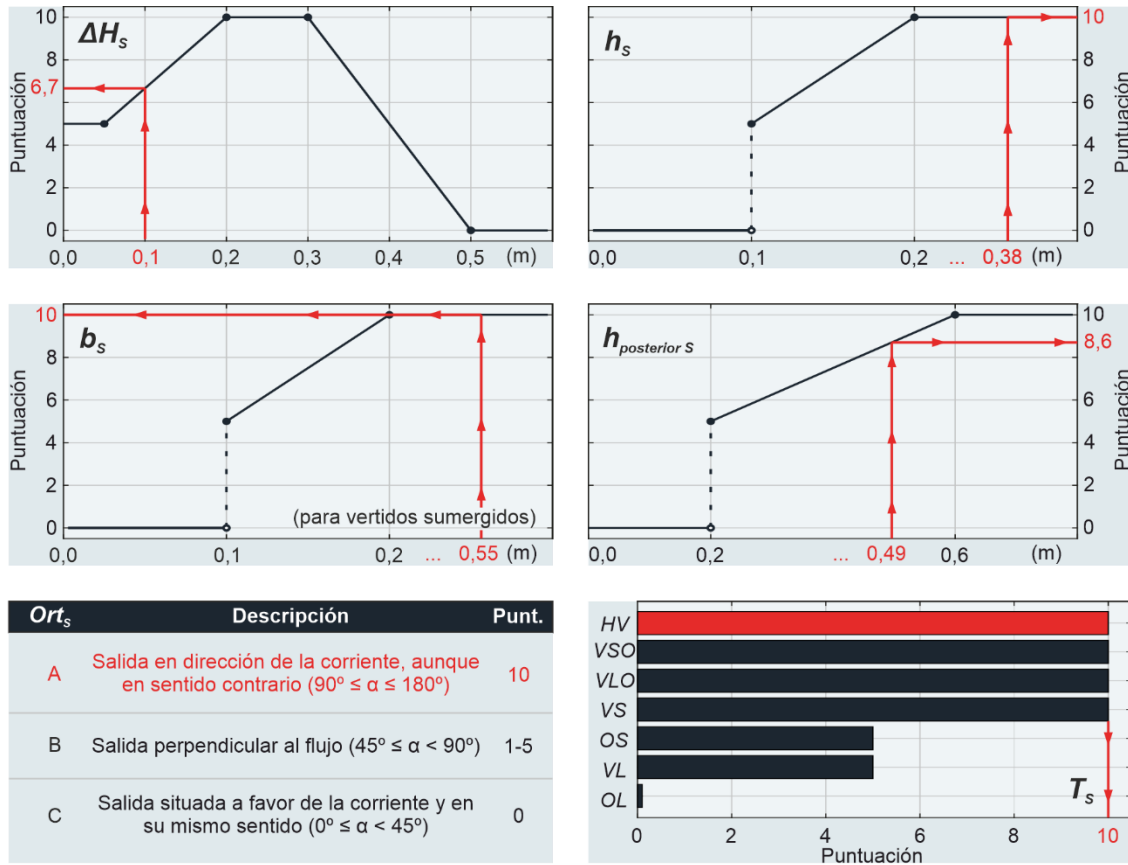 ΔHs
Puntuación
10
8
6,7
4
2
0
0,0 0,1 0,2 0,3 0,4 0,5 (m)
hs
Puntuación
10
8
6
4
2
0
0,1 0,2 ... 0,38 (m)
bs
Puntuación
10
8
6
4
2
0
(para vertidos sumergidos)
0,0 0,1 0,2 ... 0,55 (m)
hposterior S
Puntuación
10
8,6
6
4
2
0
0,0 0,2 ... 0,49 0,6 (m)
Orts Descripción Punt.
A Salida en dirección de la corriente, aunque 10
en sentido contrario (90º ≤ α ≤ 180º)
B Salida perpendicular al flujo (45º ≤ α < 90º) 1-5
C Salida situada a favor de la corriente y en 0
su mismo sentido (0º ≤ α < 45º)
HV
VSO
VLO
VS
OS
VL
OL
Ts
0 2 4 6 8 10
Puntuación